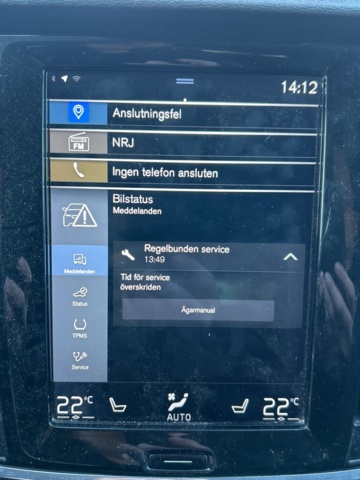 14:12
Anslutningsfel
FM
NRJ
Ingen telefon ansluten
Bilstatus
Meddelanden
Regelbunden service
13:49
Tid för service
överskriden
Ägarmanual
Meddelanden
Status
TPMS
Service
22°C
AUTO
22°C